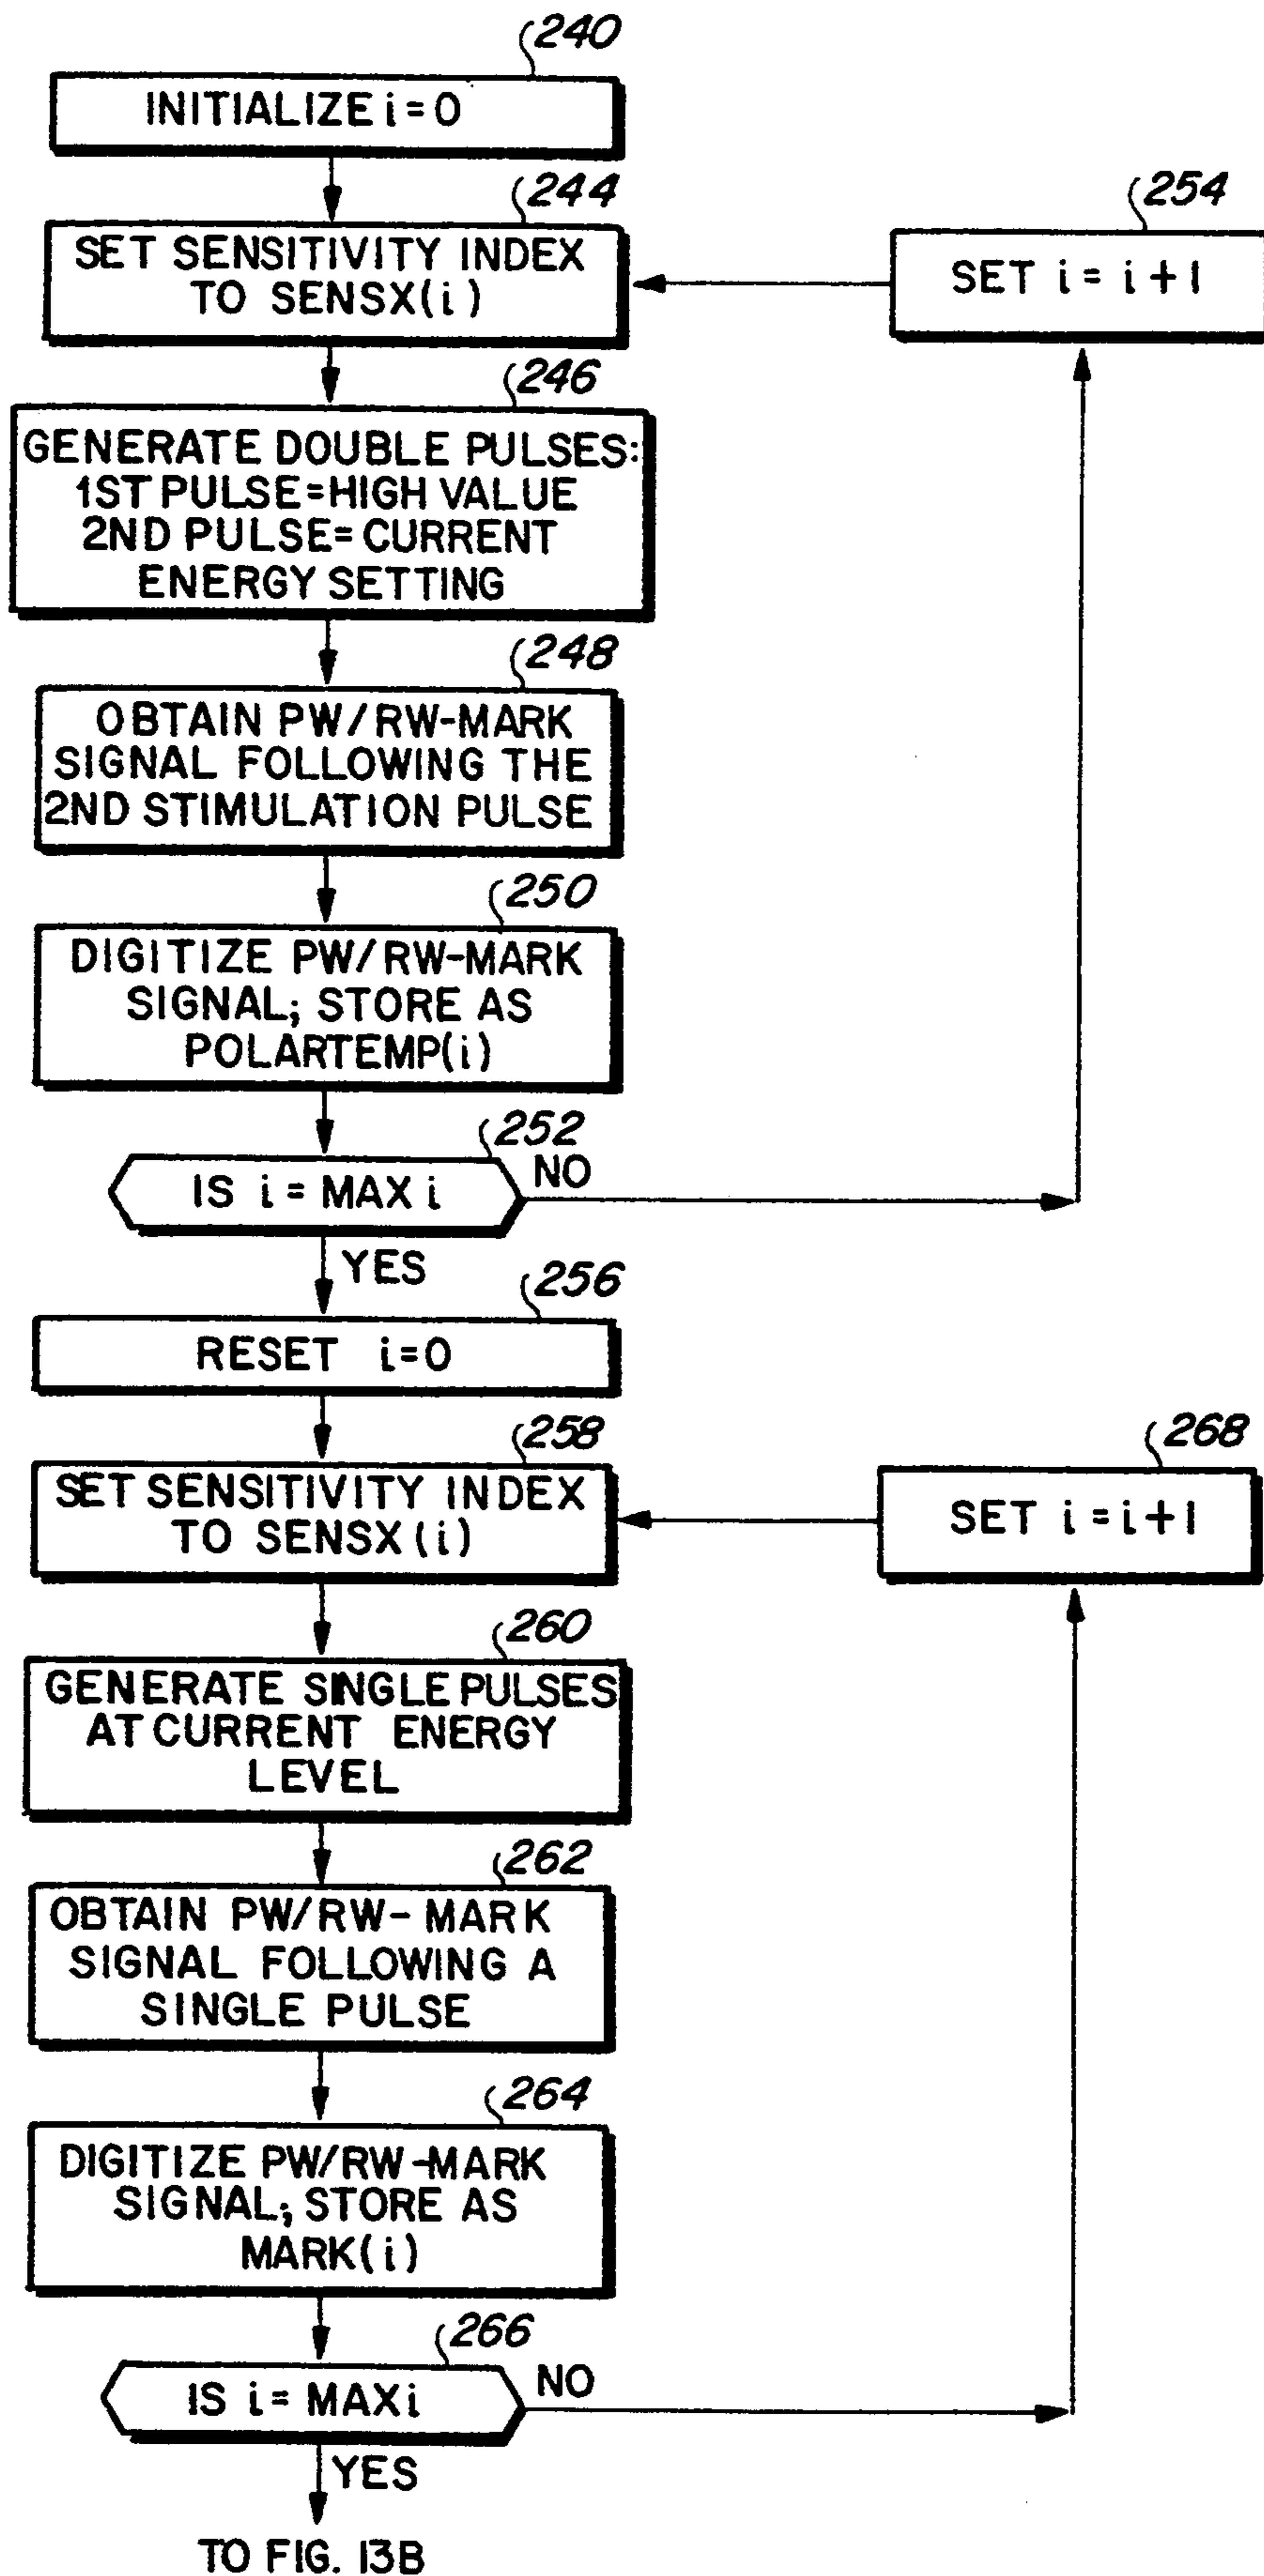 240
INITIALIZE i=0
244
SET SENSITIVITY INDEX
TO SENSX(i)
254
SET i=i+1
246
GENERATE DOUBLE PULSES:
1ST PULSE=HIGH VALUE
2ND PULSE=CURRENT
ENERGY SETTING
248
OBTAIN PW/RW-MARK
SIGNAL FOLLOWING THE
2ND STIMULATION PULSE
250
DIGITIZE PW/RW-MARK
SIGNAL; STORE AS
POLARTEMP(i)
252
IS i=MAX i
NO
YES
256
RESET i=0
258
SET SENSITIVITY INDEX
TO SENSX(i)
268
SET i=i+1
260
GENERATE SINGLE PULSES
AT CURRENT ENERGY
LEVEL
262
OBTAIN PW/RW-MARK
SIGNAL FOLLOWING A
SINGLE PULSE
264
DIGITIZE PW/RW-MARK
SIGNAL; STORE AS
MARK(i)
266
IS i=MAX i
NO
YES
TO FIG. 13B